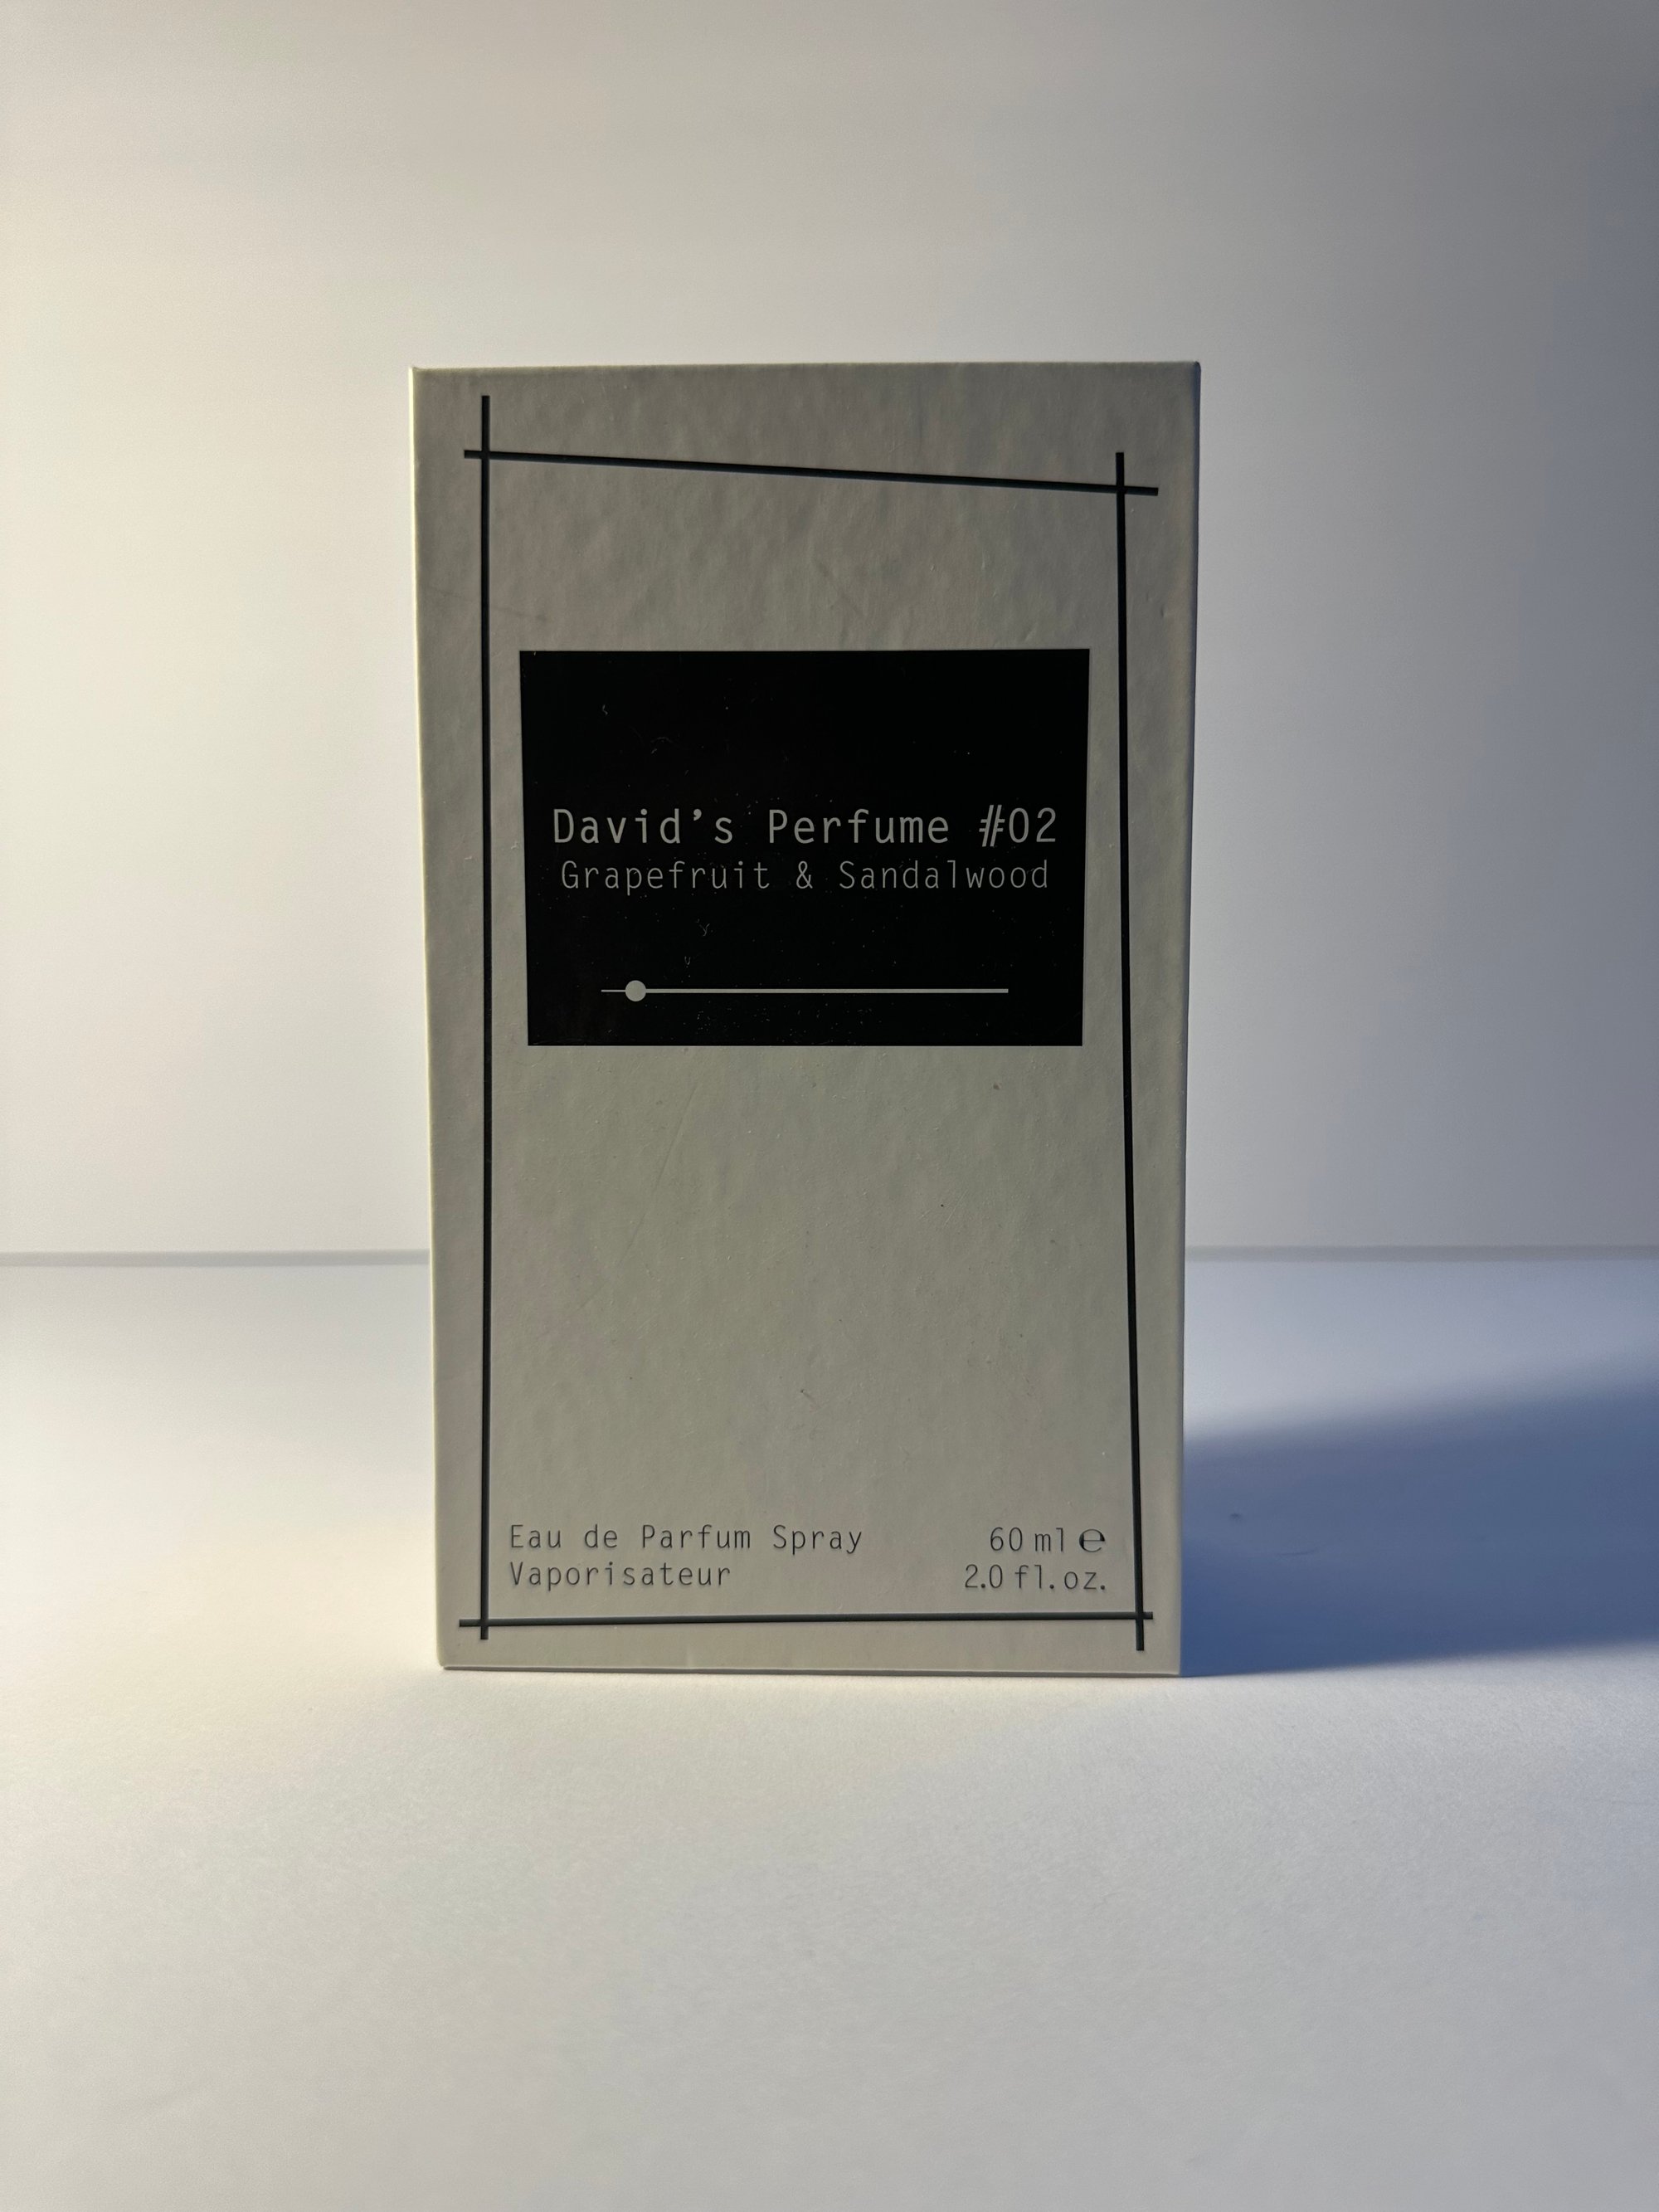 David’s Perfume #02
Grapefruit & Sandalwood
Eau de Parfum Spray
Vaporisateur
60 ml ℮
2.0 fl. oz.